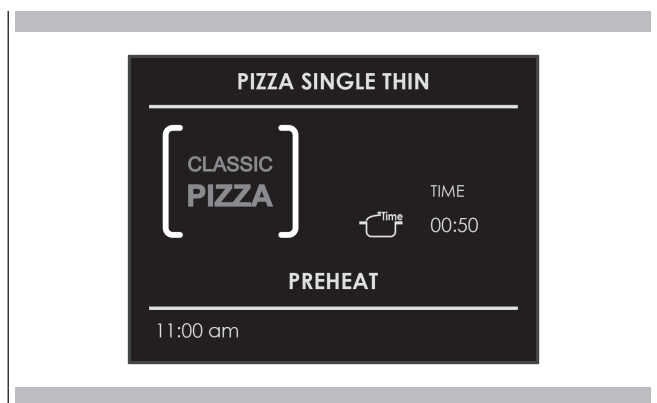 PIZZA SINGLE THIN
CLASSIC
PIZZA
TIME
Time
00:50
PREHEAT
11:00 am